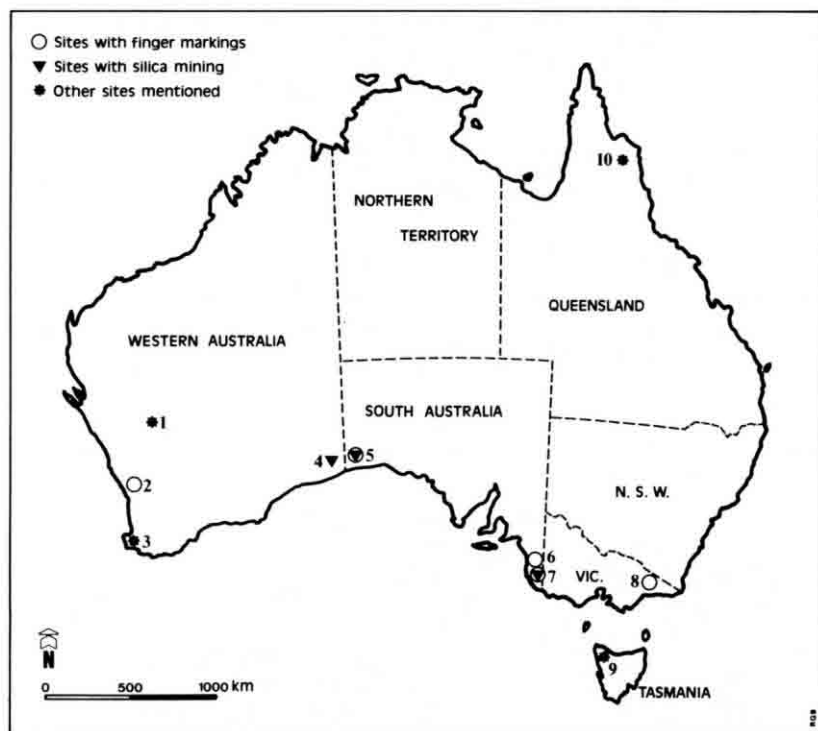 Sites with finger markings
Sites with silica mining
Other sites mentioned
10
NORTHERN
TERRITORY
QUEENSLAND
WESTERN AUSTRALIA
SOUTH AUSTRALIA
1
4
5
2
N. S. W.
3
6
7
VIC.
8
N
9
0 500 1000 km
TASMANIA
RGB